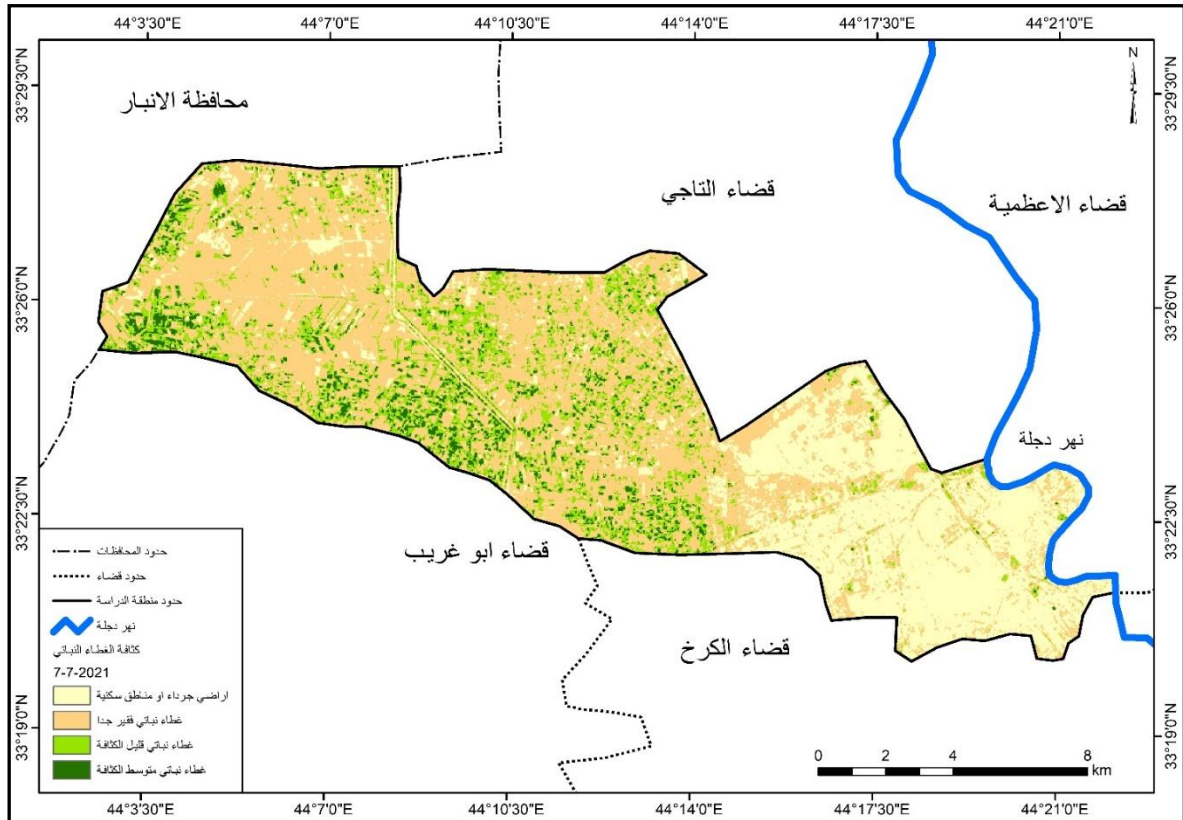 44°3'30"E 44°7'0"E 44°10'30"E 44°14'0"E 44°17'30"E 44°21'0"E
33°29'30"N
33°26'0"N
33°22'30"N
33°19'0"N
33°29'30"N
33°26'0"N
33°22'30"N
33°19'0"N
N
محافظة الانبار
قضاء التاجي
قضاء الاعظمية
نهر دجلة
قضاء ابو غريب
قضاء الكرخ
حدود المحافظات
حدود قضاء
حدود منطقة الدراسة
نهر دجلة
كثافة الغطاء النباتي
7-7-2021
اراضي جرداء او مناطق سكنية
غطاء نباتي فقير جدا
غطاء نباتي قليل الكثافة
غطاء نباتي متوسط الكثافة
0 2 4 8
km
44°3'30"E 44°7'0"E 44°10'30"E 44°14'0"E 44°17'30"E 44°21'0"E